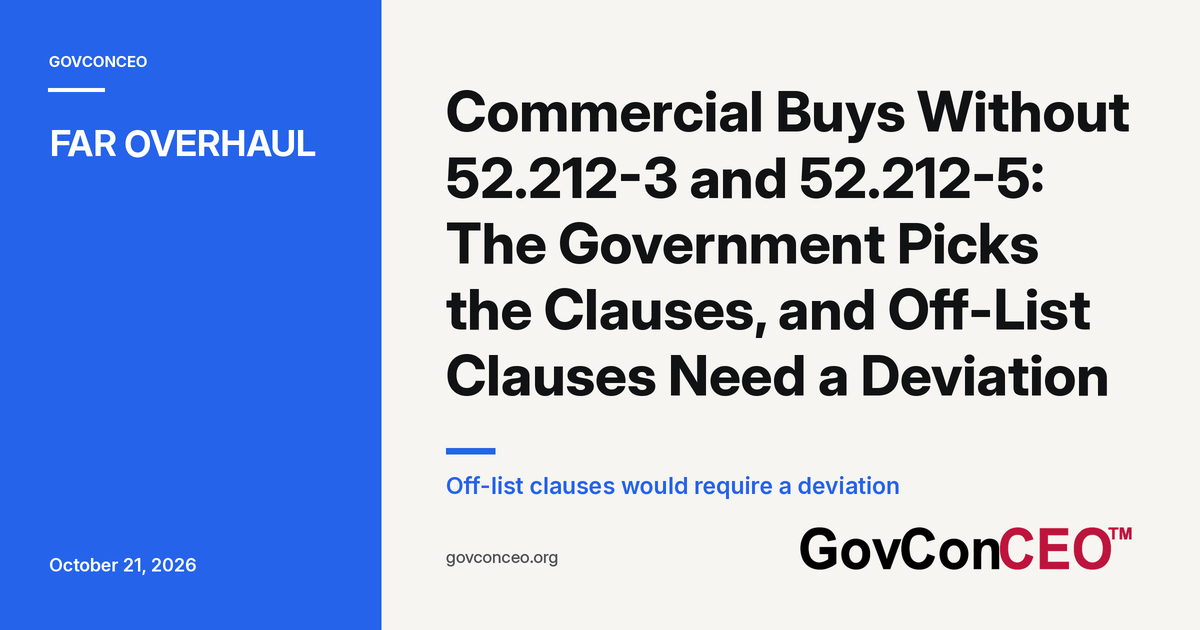 GOVCONCEO
FAR OVERHAUL
October 21, 2026
Commercial Buys Without
52.212-3 and 52.212-5:
The Government Picks
the Clauses, and Off-List
Clauses Need a Deviation
Off-list clauses would require a deviation
govconceo.org
GovConCEO™